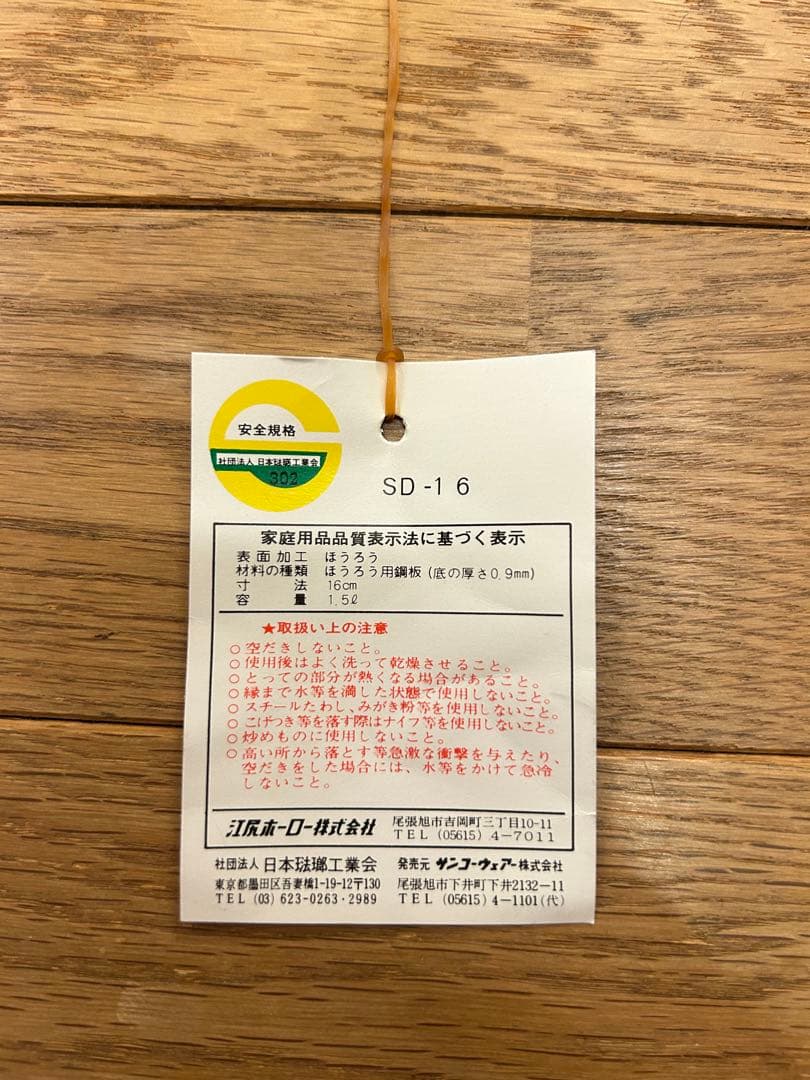 安全規格
社団法人 日本琺瑯工業会
302
SD-16
家庭用品品質表示法に基づく表示
表面加工 ほうろう
材料の種類 ほうろう用鋼板 (底の厚さ0.9mm)
寸法 16cm
容量 1.5ℓ
★取扱い上の注意
○空だきしないこと。
○使用後はよく洗って乾燥させること。
○とっての部分が熱くなる場合があること。
○縁まで水等を満した状態で使用しないこと。
○スチールたわし、みがき粉等を使用しないこと。
○こげつき等を落す際はナイフ等を使用しないこと。
○炒めものに使用しないこと。
○高い所から落とす等急激な衝撃を与えたり、
空だきをした場合には、水等をかけて急冷
しないこと。
江尻ホーロー株式会社 尾張旭市吉岡町三丁目10-11
TEL (05615) 4-7011
社団法人 日本琺瑯工業会 発売元 サンコーウェアー株式会社
東京都墨田区吾妻橋1-19-12〒130 尾張旭市下井町下井2132-11
TEL (03) 623-0263・2989 TEL (05615) 4-1101(代)